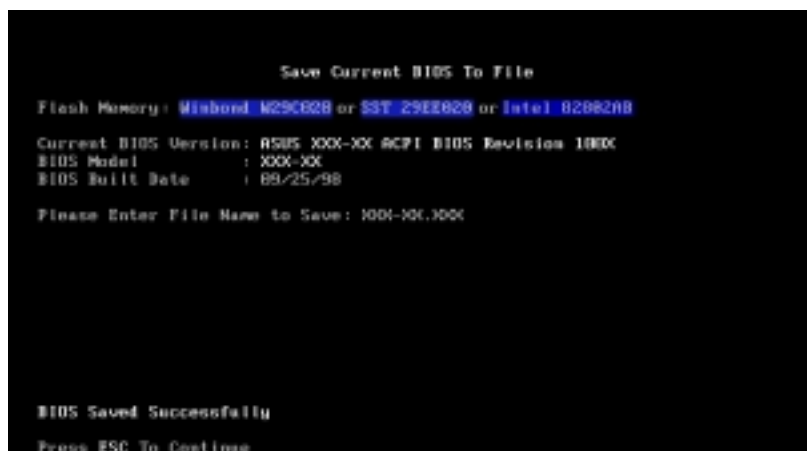 Save Current BIOS To File
Flash Memory: Winbond W29C020 or SST 29EE020 or Intel 82802AB
Current BIOS Version: ASUS XXX-XX ACPI BIOS Revision 100X
BIOS Model : XXX-XX
BIOS Built Date : 09/25/98
Please Enter File Name to Save: XXX-XX.XXX
BIOS Saved Successfully
Press ESC To Continue